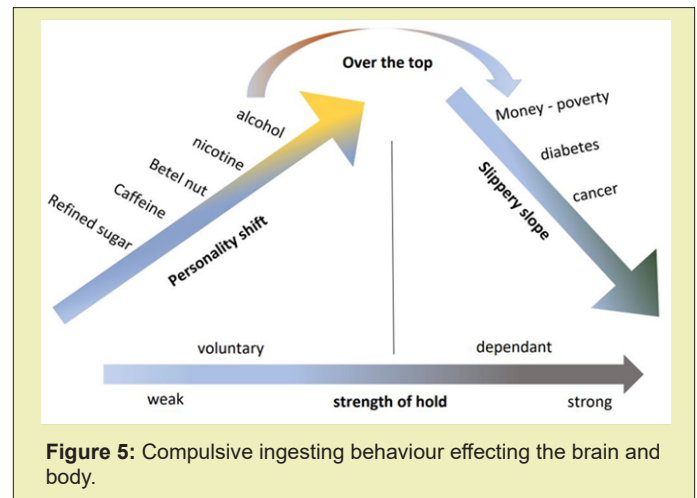 Over the top
alcohol
nicotine
Betel nut
Caffeine
Refined sugar
Personality shift
Money - poverty
diabetes
cancer
Slippery slope
voluntary
dependant
weak
strength of hold
strong
Figure 5: Compulsive ingesting behaviour effecting the brain and
body.